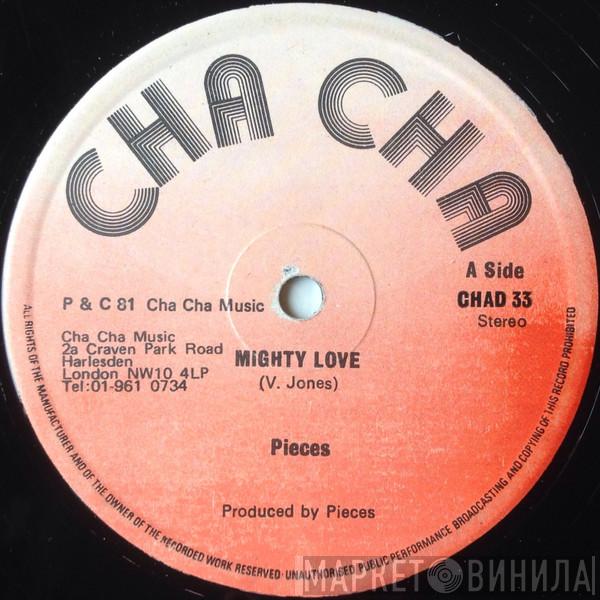 CHA CHA
A Side
CHAD 33
Stereo
P & C 81 Cha Cha Music
Cha Cha Music
2a Craven Park Road
Harlesden
London NW10 4LP
Tel:01-961 0734
MiGHTY LOVE
(V. Jones)
Pieces
Produced by Pieces
ALL RIGHTS OF THE MANUFACTURER AND OF THE OWNER OF THE RECORDED WORK RESERVED · UNAUTHORISED PUBLIC PERFORMANCE BROADCASTING AND COPYING OF THIS RECORD PROHIBITED
МАРКЕТ ВИНИЛА